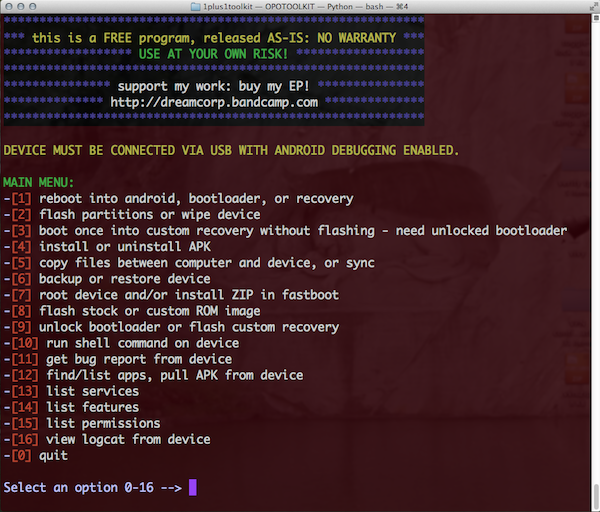 1plus1toolkit — OPOTOOLKIT — Python — bash — ⌘4
*************************************************************
*** this is a FREE program, released AS-IS: NO WARRANTY ***
******************* USE AT YOUR OWN RISK! *******************
*************************************************************
**************** support my work: buy my EP! ****************
*************** http://dreamcorp.bandcamp.com ***************
*************************************************************
DEVICE MUST BE CONNECTED VIA USB WITH ANDROID DEBUGGING ENABLED.
MAIN MENU:
-[1] reboot into android, bootloader, or recovery
-[2] flash partitions or wipe device
-[3] boot once into custom recovery without flashing - need unlocked bootloader
-[4] install or uninstall APK
-[5] copy files between computer and device, or sync
-[6] backup or restore device
-[7] root device and/or install ZIP in fastboot
-[8] flash stock or custom ROM image
-[9] unlock bootloader or flash custom recovery
-[10] run shell command on device
-[11] get bug report from device
-[12] find/list apps, pull APK from device
-[13] list services
-[14] list features
-[15] list permissions
-[16] view logcat from device
-[0] quit
Select an option 0-16 -->